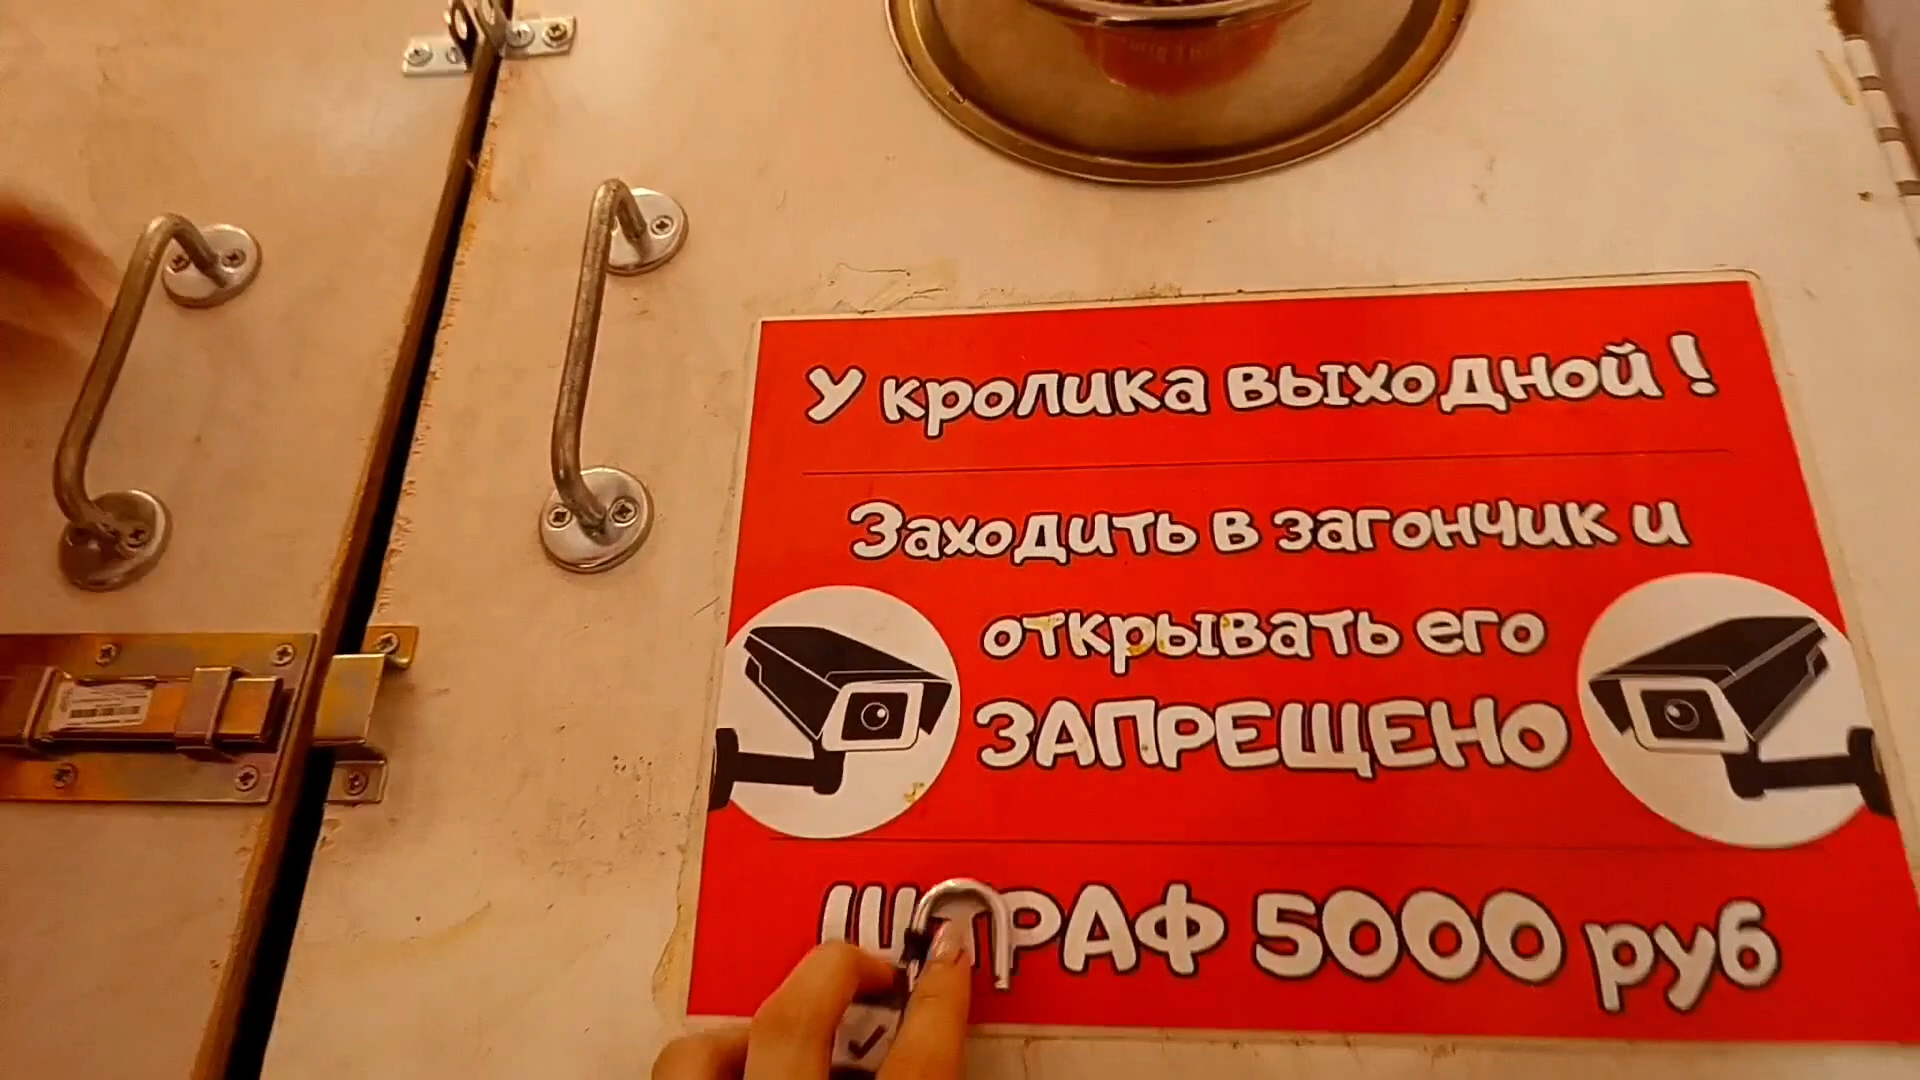 У кролика выходной!
Заходить в загончик и
открывать его
ЗАПРЕЩЕНО
ШТРАФ 5000 руб